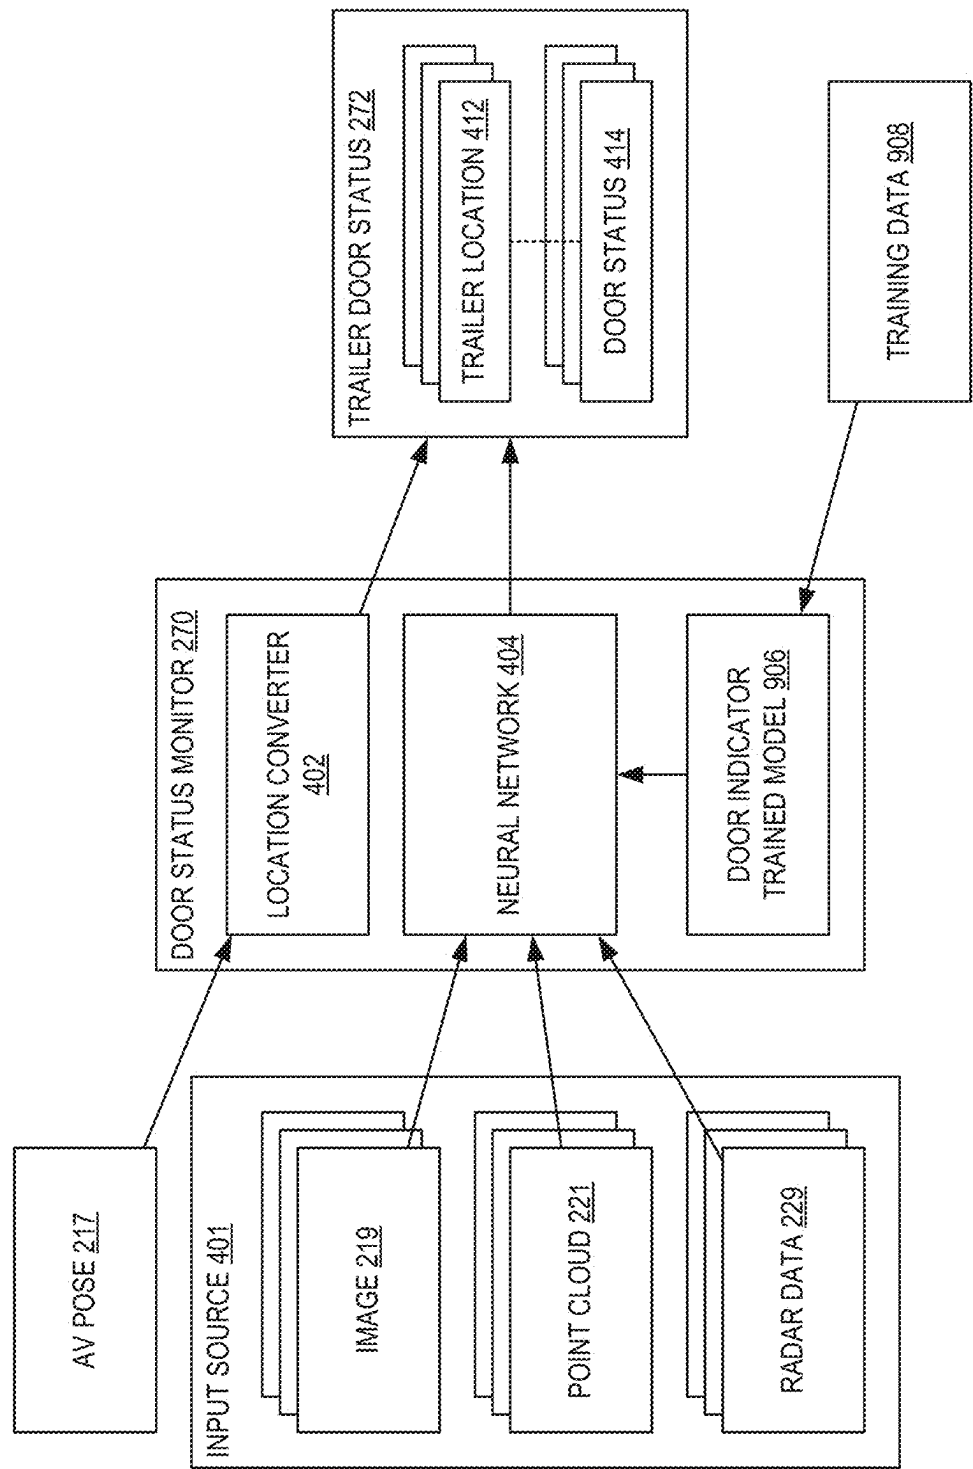 AV POSE 217
INPUT SOURCE 401
IMAGE 219
POINT CLOUD 221
RADAR DATA 229
DOOR STATUS MONITOR 270
LOCATION CONVERTER
402
NEURAL NETWORK 404
DOOR INDICATOR
TRAINED MODEL 906
TRAILER DOOR STATUS 272
TRAILER LOCATION 412
DOOR STATUS 414
TRAINING DATA 908